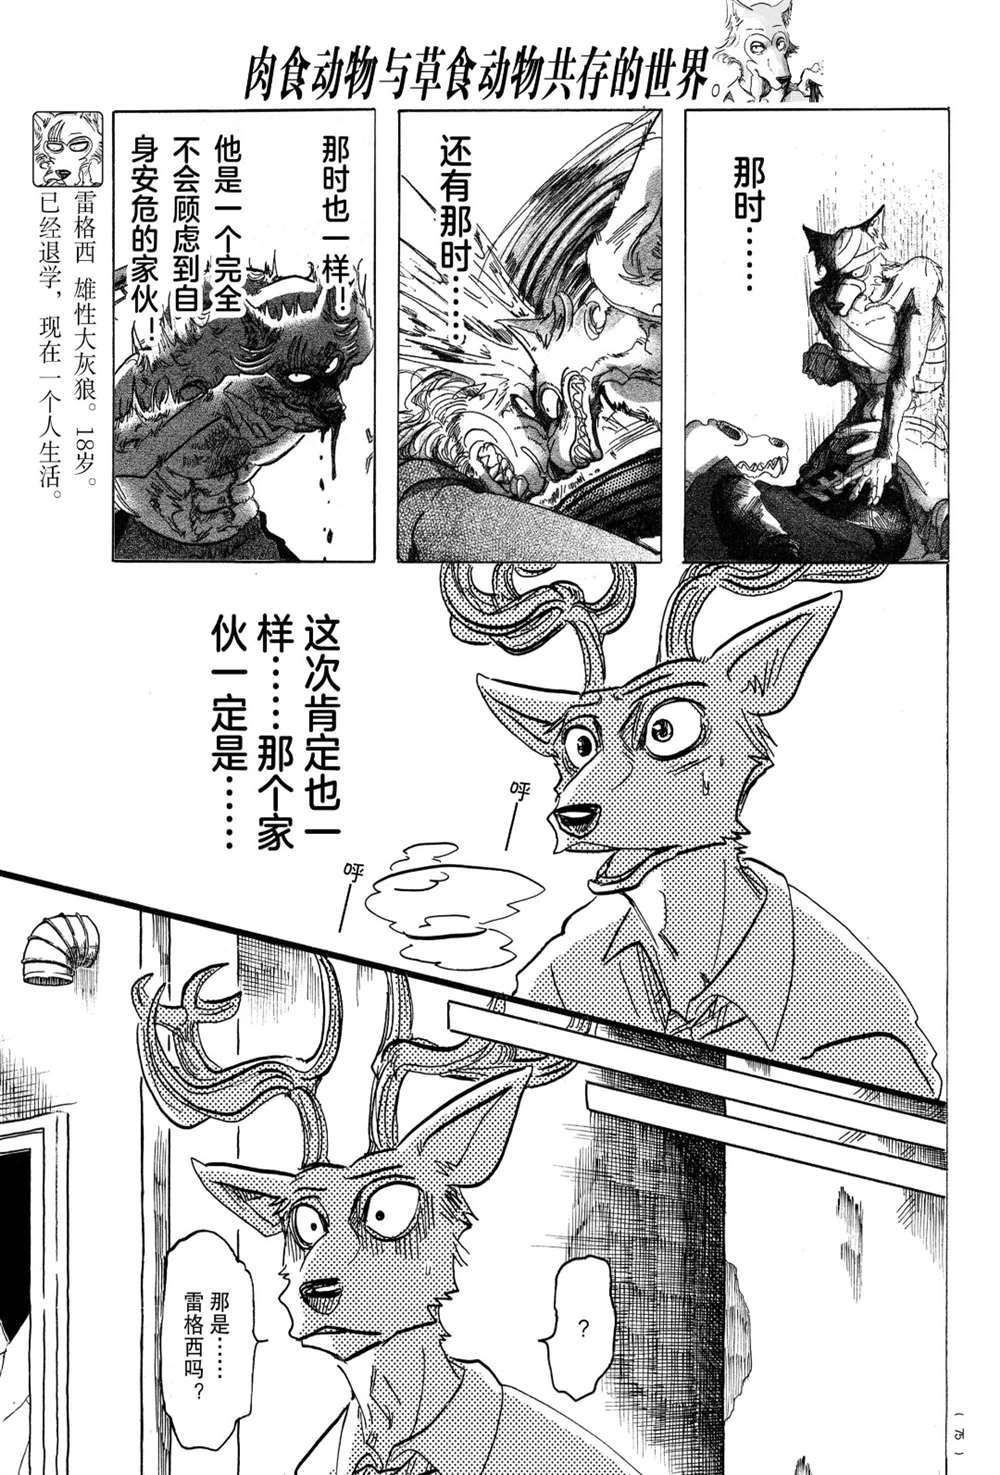 肉食动物与草食动物共存的世界。
雷格西 雄性大灰狼。18岁。
已经退学，现在一个人生活。
那时……
还有那时……
那时也一样！
他是一个完全
不会顾虑到自
身安危的家伙！
这次肯定也一
样……那个家
伙一定是……
呼
呼
？
那是……
雷格西吗？
(75)